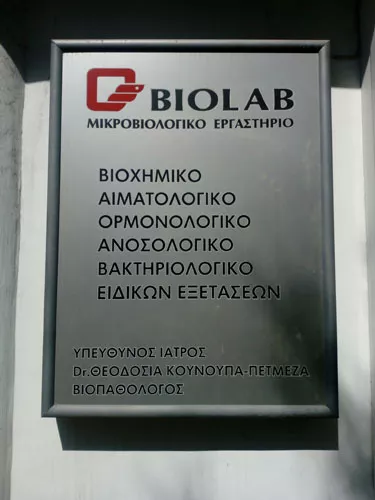 BIOLAB
ΜΙΚΡΟΒΙΟΛΟΓΙΚΟ ΕΡΓΑΣΤΗΡΙΟ
ΒΙΟΧΗΜΙΚΟ
ΑΙΜΑΤΟΛΟΓΙΚΟ
ΟΡΜΟΝΟΛΟΓΙΚΟ
ΑΝΟΣΟΛΟΓΙΚΟ
ΒΑΚΤΗΡΙΟΛΟΓΙΚΟ
ΕΙΔΙΚΩΝ ΕΞΕΤΑΣΕΩΝ
ΥΠΕΥΘΥΝΟΣ ΙΑΤΡΟΣ
Dr.ΘΕΟΔΟΣΙΑ ΚΟΥΝΟΥΠΑ-ΠΕΤΜΕΖΑ
ΒΙΟΠΑΘΟΛΟΓΟΣ